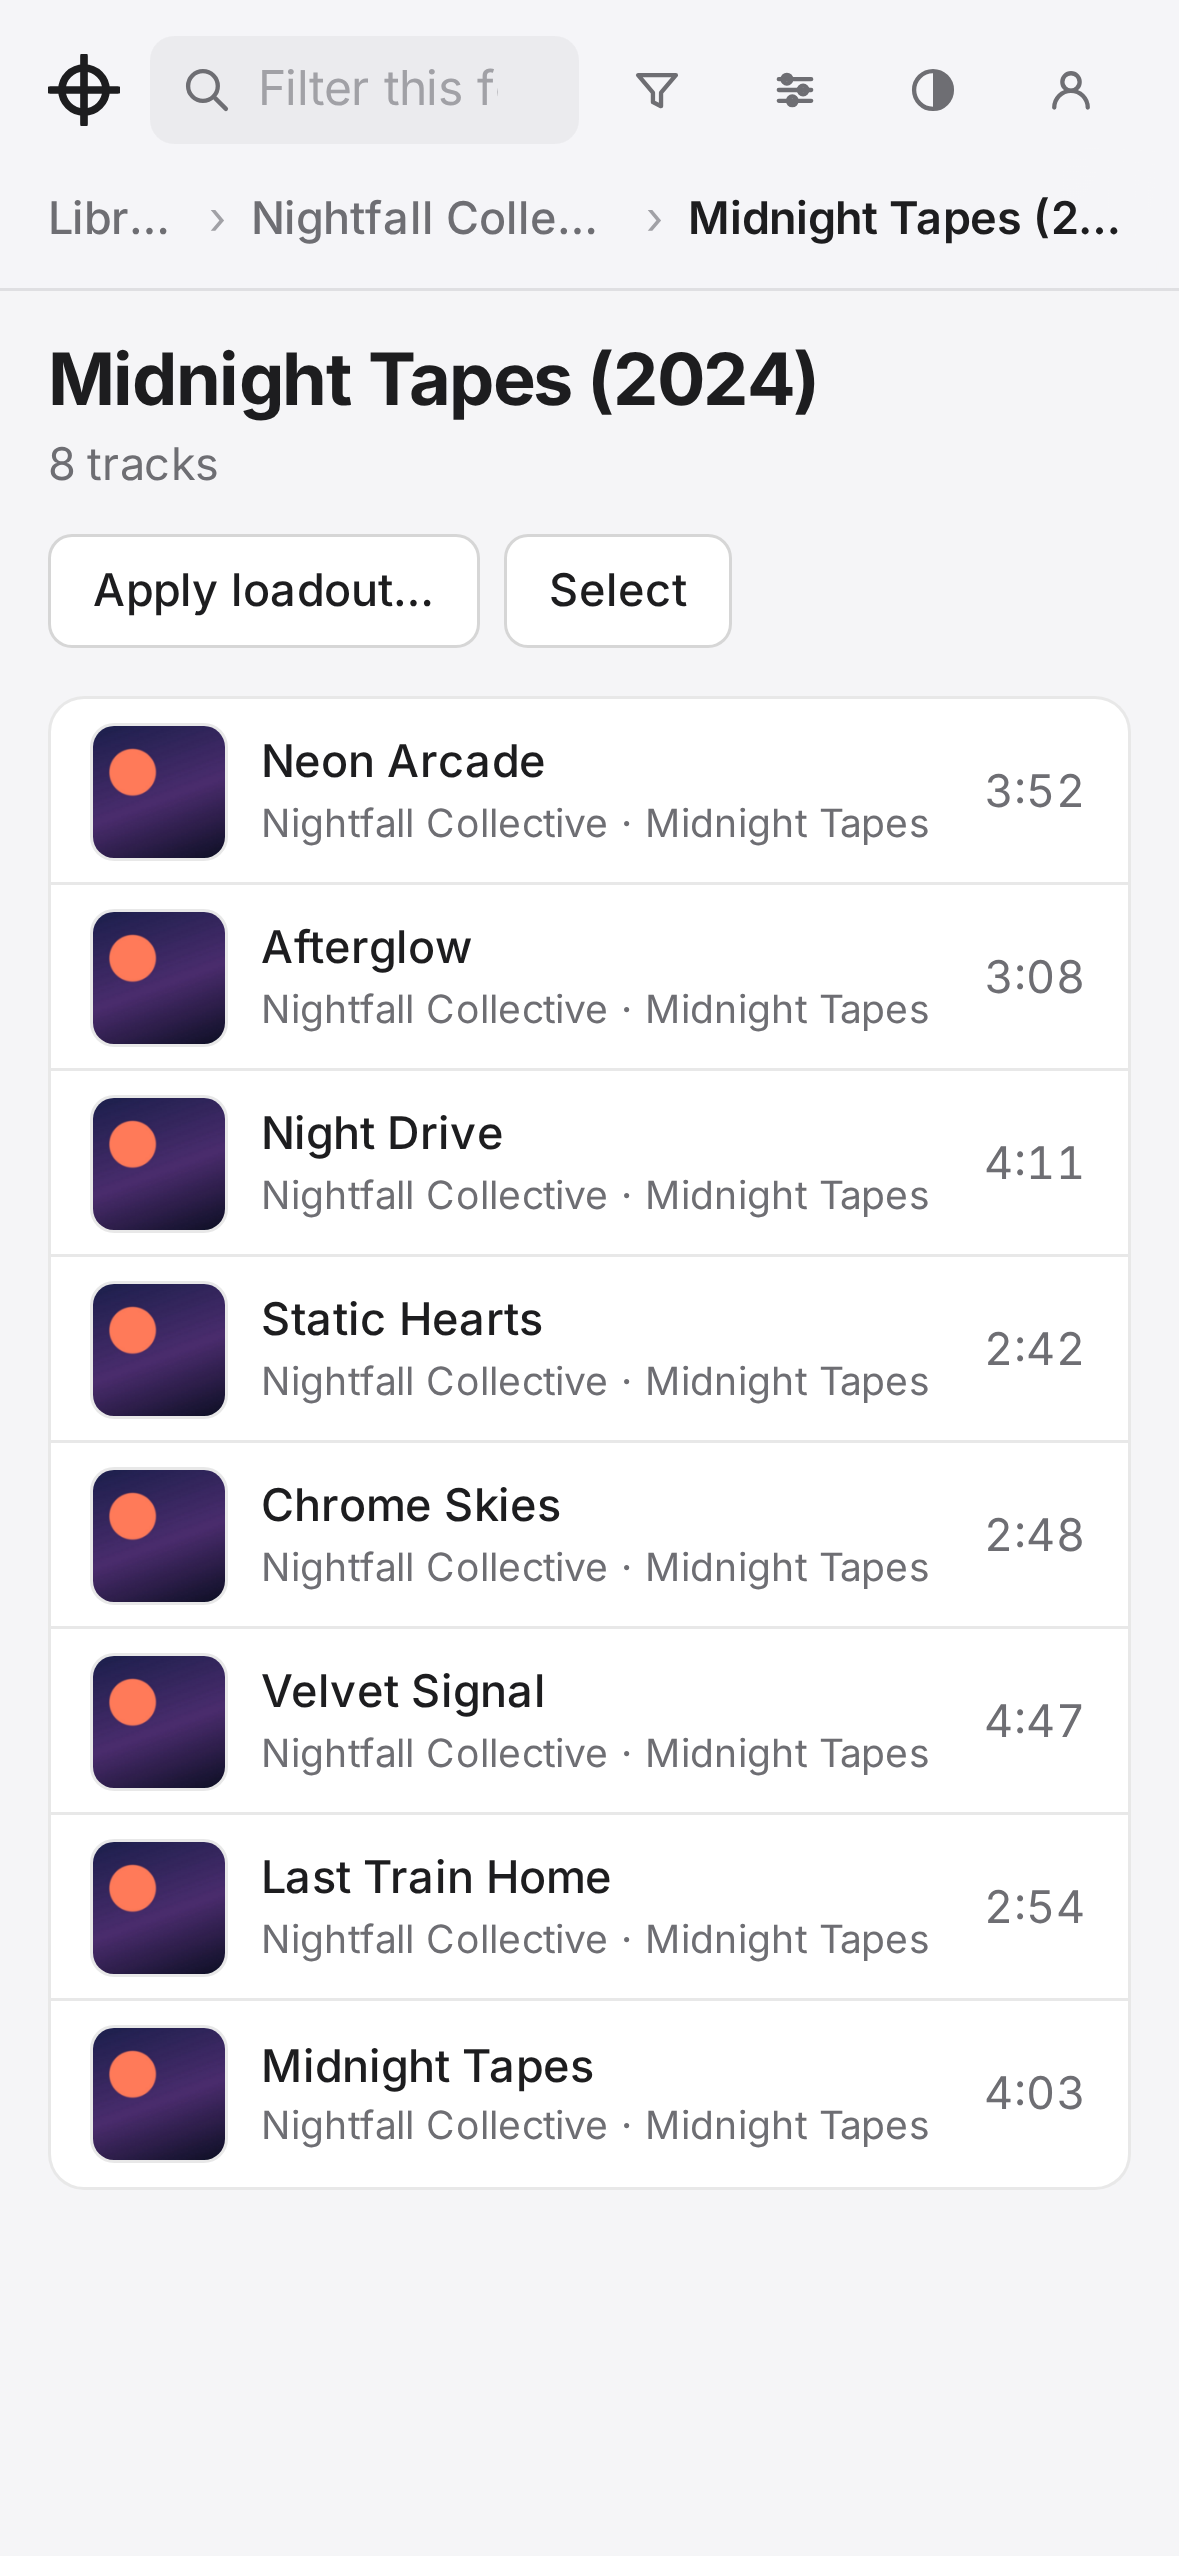 Filter this f
Libr… › Nightfall Colle… › Midnight Tapes (2…
Midnight Tapes (2024)
8 tracks
Apply loadout… Select
Neon Arcade
Nightfall Collective · Midnight Tapes
3:52
Afterglow
Nightfall Collective · Midnight Tapes
3:08
Night Drive
Nightfall Collective · Midnight Tapes
4:11
Static Hearts
Nightfall Collective · Midnight Tapes
2:42
Chrome Skies
Nightfall Collective · Midnight Tapes
2:48
Velvet Signal
Nightfall Collective · Midnight Tapes
4:47
Last Train Home
Nightfall Collective · Midnight Tapes
2:54
Midnight Tapes
Nightfall Collective · Midnight Tapes
4:03